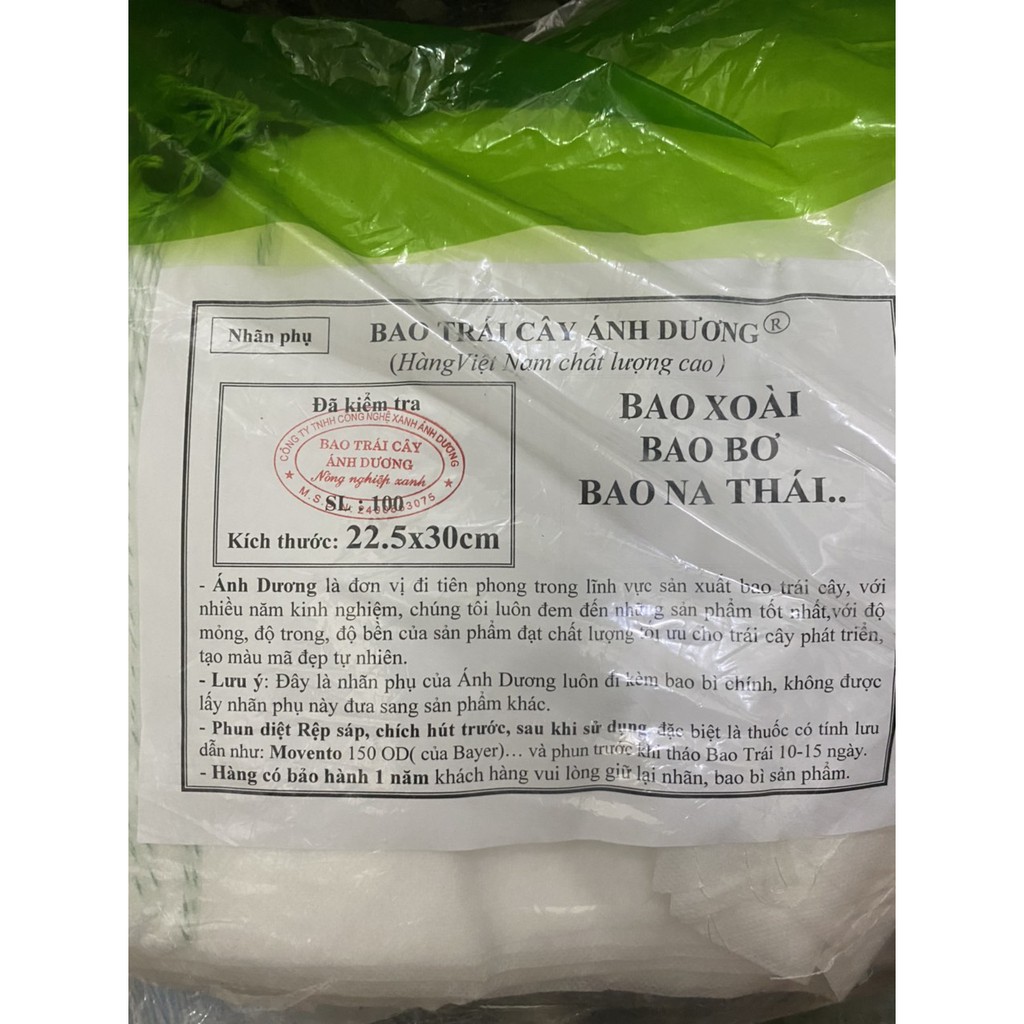 Nhãn phụ
BAO TRÁI CÂY ÁNH DƯƠNG®
(HàngViệt Nam chất lượng cao )
Đã kiểm tra
CÔNG TY TNHH CÔNG NGHỆ XANH ÁNH DƯƠNG
BAO TRÁI CÂY
ÁNH DƯƠNG
Nông nghiệp xanh
SL : 100
Kích thước: 22.5x30cm
BAO XOÀI
BAO BƠ
BAO NA THÁI..
- Ánh Dương là đơn vị đi tiên phong trong lĩnh vực sản xuất bao trái cây, với
nhiều năm kinh nghiệm, chúng tôi luôn đem đến những sản phẩm tốt nhất,với độ
mỏng, độ trong, độ bền của sản phẩm đạt chất lượng tối ưu cho trái cây phát triển,
tạo màu mã đẹp tự nhiên.
- Lưu ý: Đây là nhãn phụ của Ánh Dương luôn đi kèm bao bì chính, không được
lấy nhãn phụ này đưa sang sản phẩm khác.
- Phun diệt Rệp sáp, chích hút trước, sau khi sử dụng, đặc biệt là thuốc có tính lưu
dẫn như: Movento 150 OD( của Bayer)… và phun trước khi tháo Bao Trái 10-15 ngày.
- Hàng có bảo hành 1 năm khách hàng vui lòng giữ lại nhãn, bao bì sản phẩm.